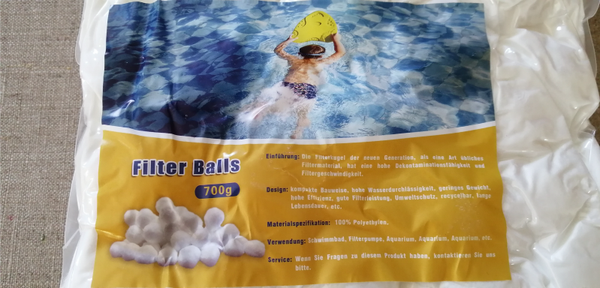 Filter Balls
700g
Einführung: Die Filterkugel der neuen Generation, als eine Art übliches
Filtermaterial, hat eine hohe Dekontaminationsfähigkeit und
Filtergeschwindigkeit.
Design: kompakte Bauweise, hohe Wasserdurchlässigkeit, geringes Gewicht,
hohe Effizienz, gute Filterleistung, Umweltschutz, recycelbar, lange
Lebensdauer, etc.
Materialspezifikation: 100% Polyethylen.
Verwendung: Schwimmbad, Filterpumpe, Aquarium, Aquarium, Aquarium, etc.
Service: Wenn Sie Fragen zu diesem Produkt haben, kontaktieren Sie uns
bitte.